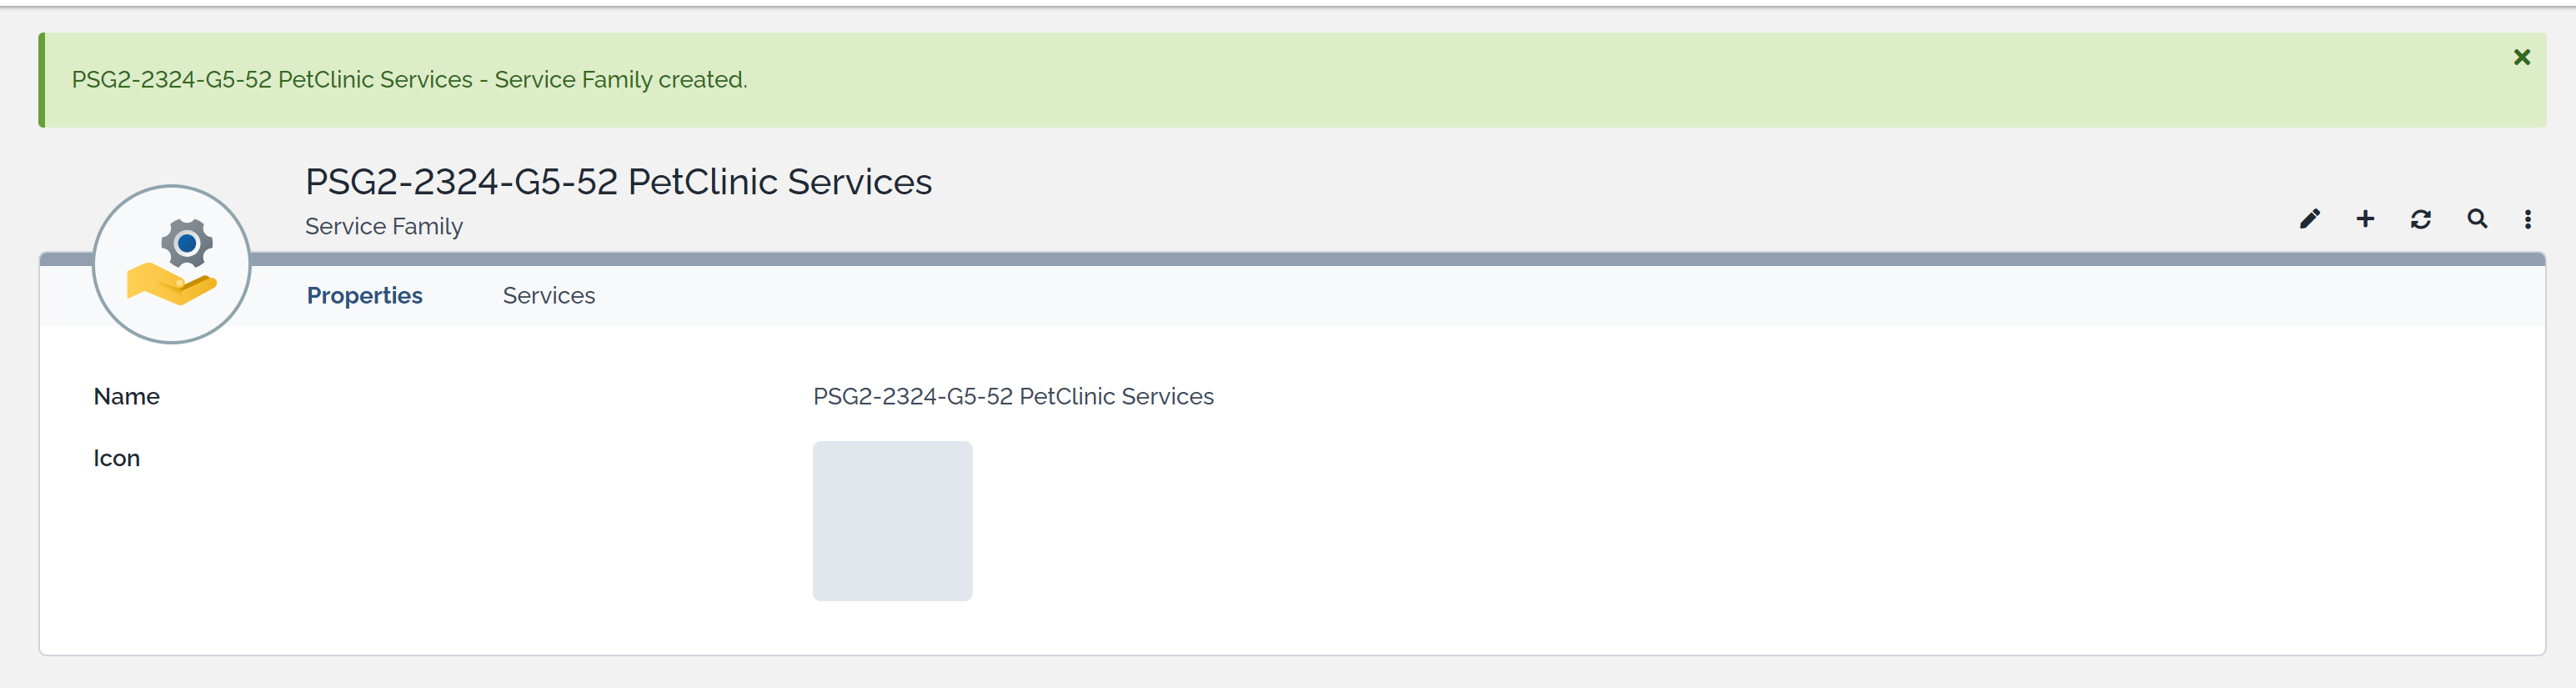 PSG2-2324-G5-52 PetClinic Services - Service Family created.
PSG2-2324-G5-52 PetClinic Services
Service Family
Properties Services
Name PSG2-2324-G5-52 PetClinic Services
Icon